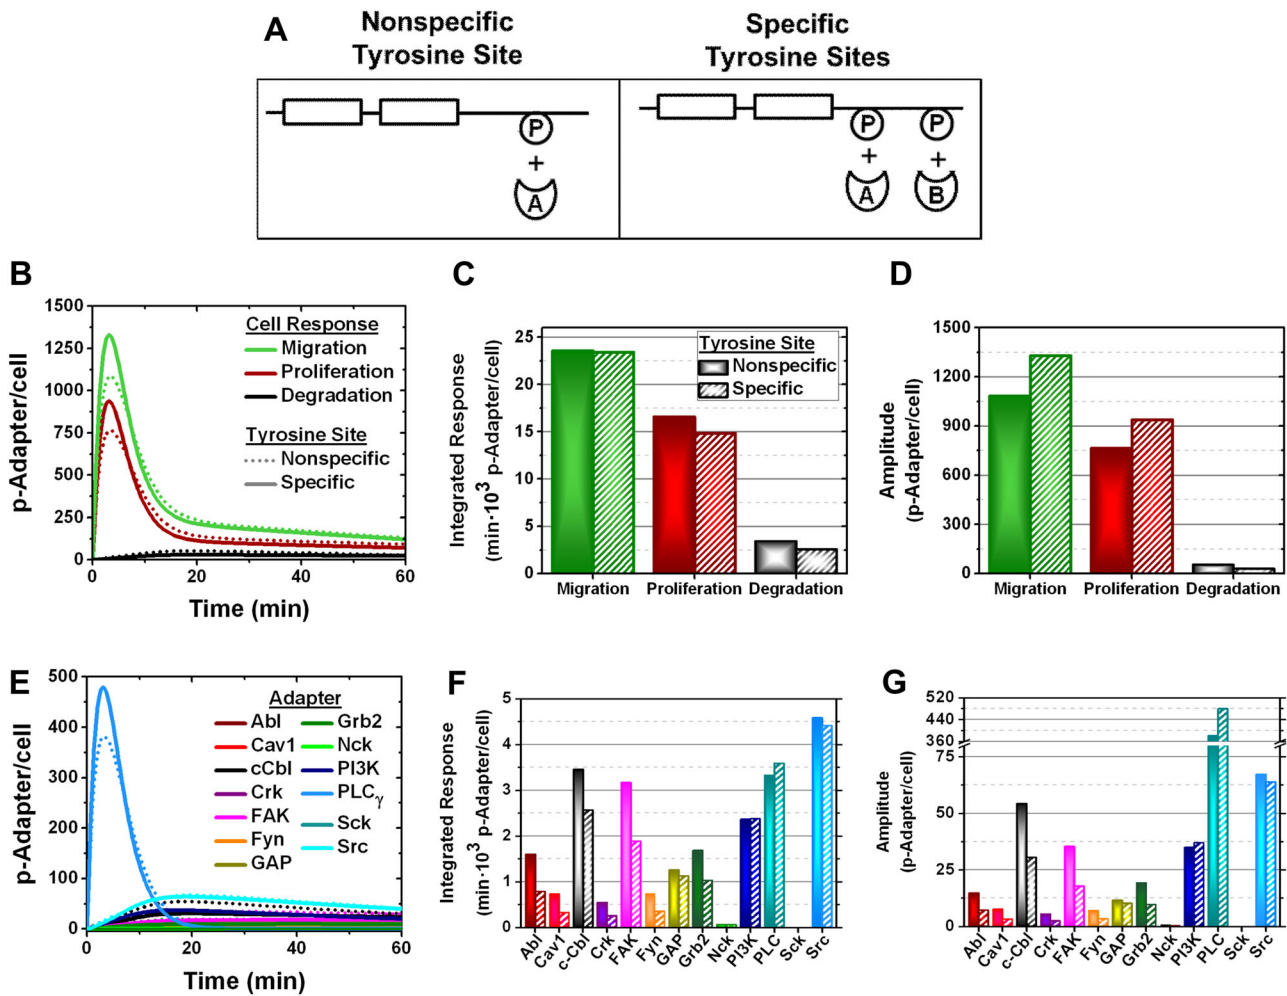 A
Nonspecific
Tyrosine Site
Specific
Tyrosine Sites
P
+
A
P
P
+
+
A
B
B
p-Adapter/cell
1500
1250
1000
750
500
250
0
Cell Response
Migration
Proliferation
Degradation
Tyrosine Site
Nonspecific
Specific
0
20
40
60
Time (min)
C
Integrated Response
(min·10³ p-Adapter/cell)
25
20
15
10
5
0
Tyrosine Site
Nonspecific
Specific
Migration
Proliferation
Degradation
D
Amplitude
(p-Adapter/cell)
1500
1200
900
600
300
0
Migration
Proliferation
Degradation
E
p-Adapter/cell
500
400
300
200
100
0
Adapter
Abl
Cav1
cCbl
Crk
FAK
Fyn
GAP
Grb2
Nck
PI3K
PLCγ
Sck
Src
0
20
40
60
Time (min)
F
Integrated Response
(min·10³ p-Adapter/cell)
5
4
3
2
1
0
Abl
Cav1
c-Cbl
Crk
FAK
Fyn
GAP
Grb2
Nck
PI3K
PLC
Sck
Src
G
Amplitude
(p-Adapter/cell)
520
440
360
75
50
25
0
Abl
Cav1
c-Cbl
Crk
FAK
Fyn
GAP
Grb2
Nck
PI3K
PLC
Sck
Src